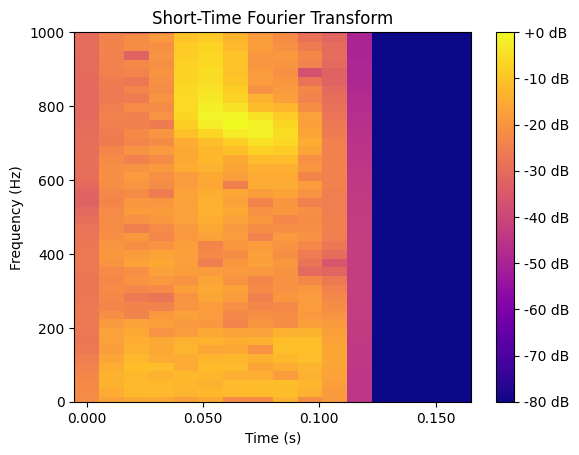 Short-Time Fourier Transform
1000
800
600
400
200
0
Frequency (Hz)
0.000
0.050
0.100
0.150
Time (s)
+0 dB
-10 dB
-20 dB
-30 dB
-40 dB
-50 dB
-60 dB
-70 dB
-80 dB